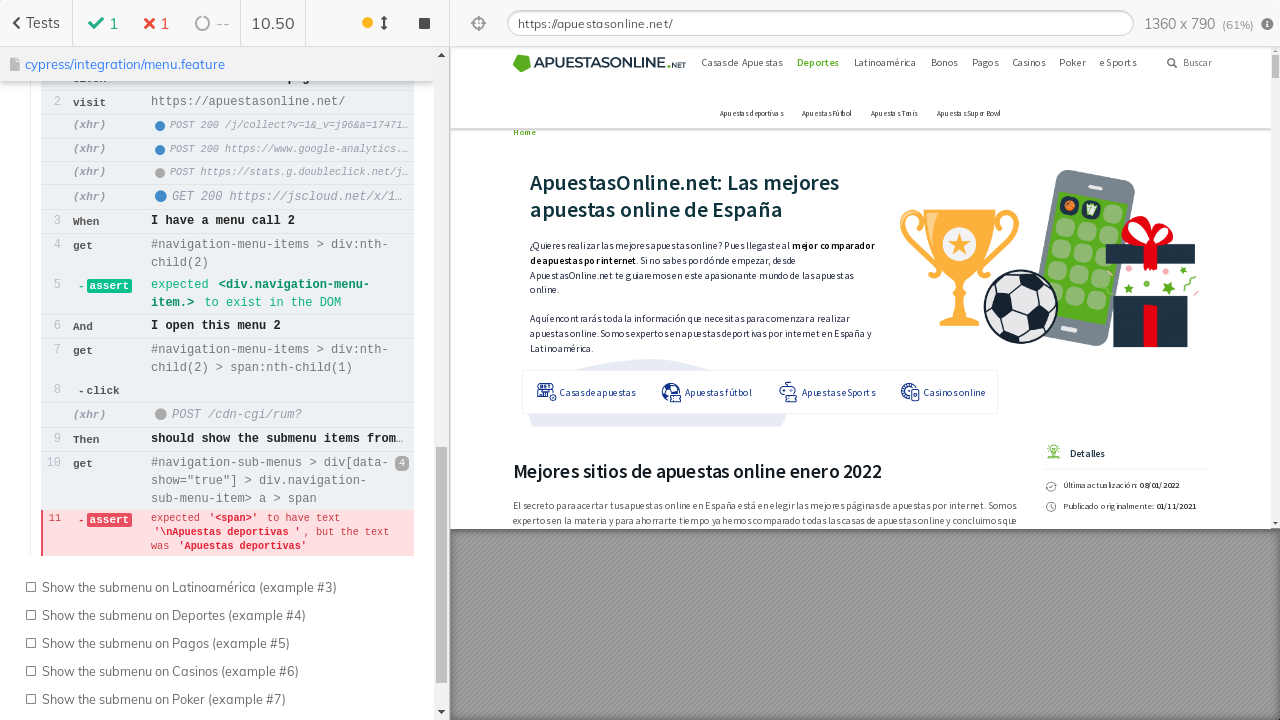 Tests
1
1
--
10.50
https://apuestasonline.net/
1360 x 790 (61%)
cypress/integration/menu.feature
2 visit https://apuestasonline.net/
(xhr) POST 200 /j/collect?v=1&_v=j96&a=17471…
(xhr) POST 200 https://www.google-analytics.…
(xhr) POST https://stats.g.doubleclick.net/j…
(xhr) GET 200 https://jscloud.net/x/1…
3 When I have a menu call 2
4 get #navigation-menu-items > div:nth-
child(2)
- assert expected <div.navigation-menu-
item.> to exist in the DOM
6 And I open this menu 2
7 get #navigation-menu-items > div:nth-
child(2) > span:nth-child(1)
8 - click
(xhr) POST /cdn-cgi/rum?
9 Then should show the submenu items from…
10 get #navigation-sub-menus > div[data- 4
show="true"] > div.navigation-
sub-menu-item> a > span
11 - assert expected '<span>' to have text
'\nApuestas deportivas ', but the text
was 'Apuestas deportivas'
Show the submenu on Latinoamérica (example #3)
Show the submenu on Deportes (example #4)
Show the submenu on Pagos (example #5)
Show the submenu on Casinos (example #6)
Show the submenu on Poker (example #7)
APUESTASONLINE.NET
Casas de Apuestas Deportes Latinoamérica Bonos Pagos Casinos Poker eSports Buscar
Apuestas deportivas Apuestas Fútbol Apuestas Tenis Apuestas Super Bowl
Home
ApuestasOnline.net: Las mejores
apuestas online de España
¿Quieres realizar las mejores apuestas online? Pues llegaste al mejor comparador
de apuestas por internet. Si no sabes por dónde empezar, desde
ApuestasOnline.net te guiaremos en este apasionante mundo de las apuestas
online.
Aquí encontrarás toda la información que necesitas para comenzar a realizar
apuestas online. Somos expertos en apuestas deportivas por internet en España y
Latinoamérica.
Casas de apuestas Apuestas fútbol Apuestas eSports Casinos online
Mejores sitios de apuestas online enero 2022
El secreto para acertar tus apuestas online en España está en elegir las mejores páginas de apuestas por internet. Somos
expertos en la materia y para ahorrarte tiempo ya hemos comparado todas las casas de apuestas online y concluimos que
Detalles
Última actualización: 08/01/2022
Publicado originalmente: 01/11/2021